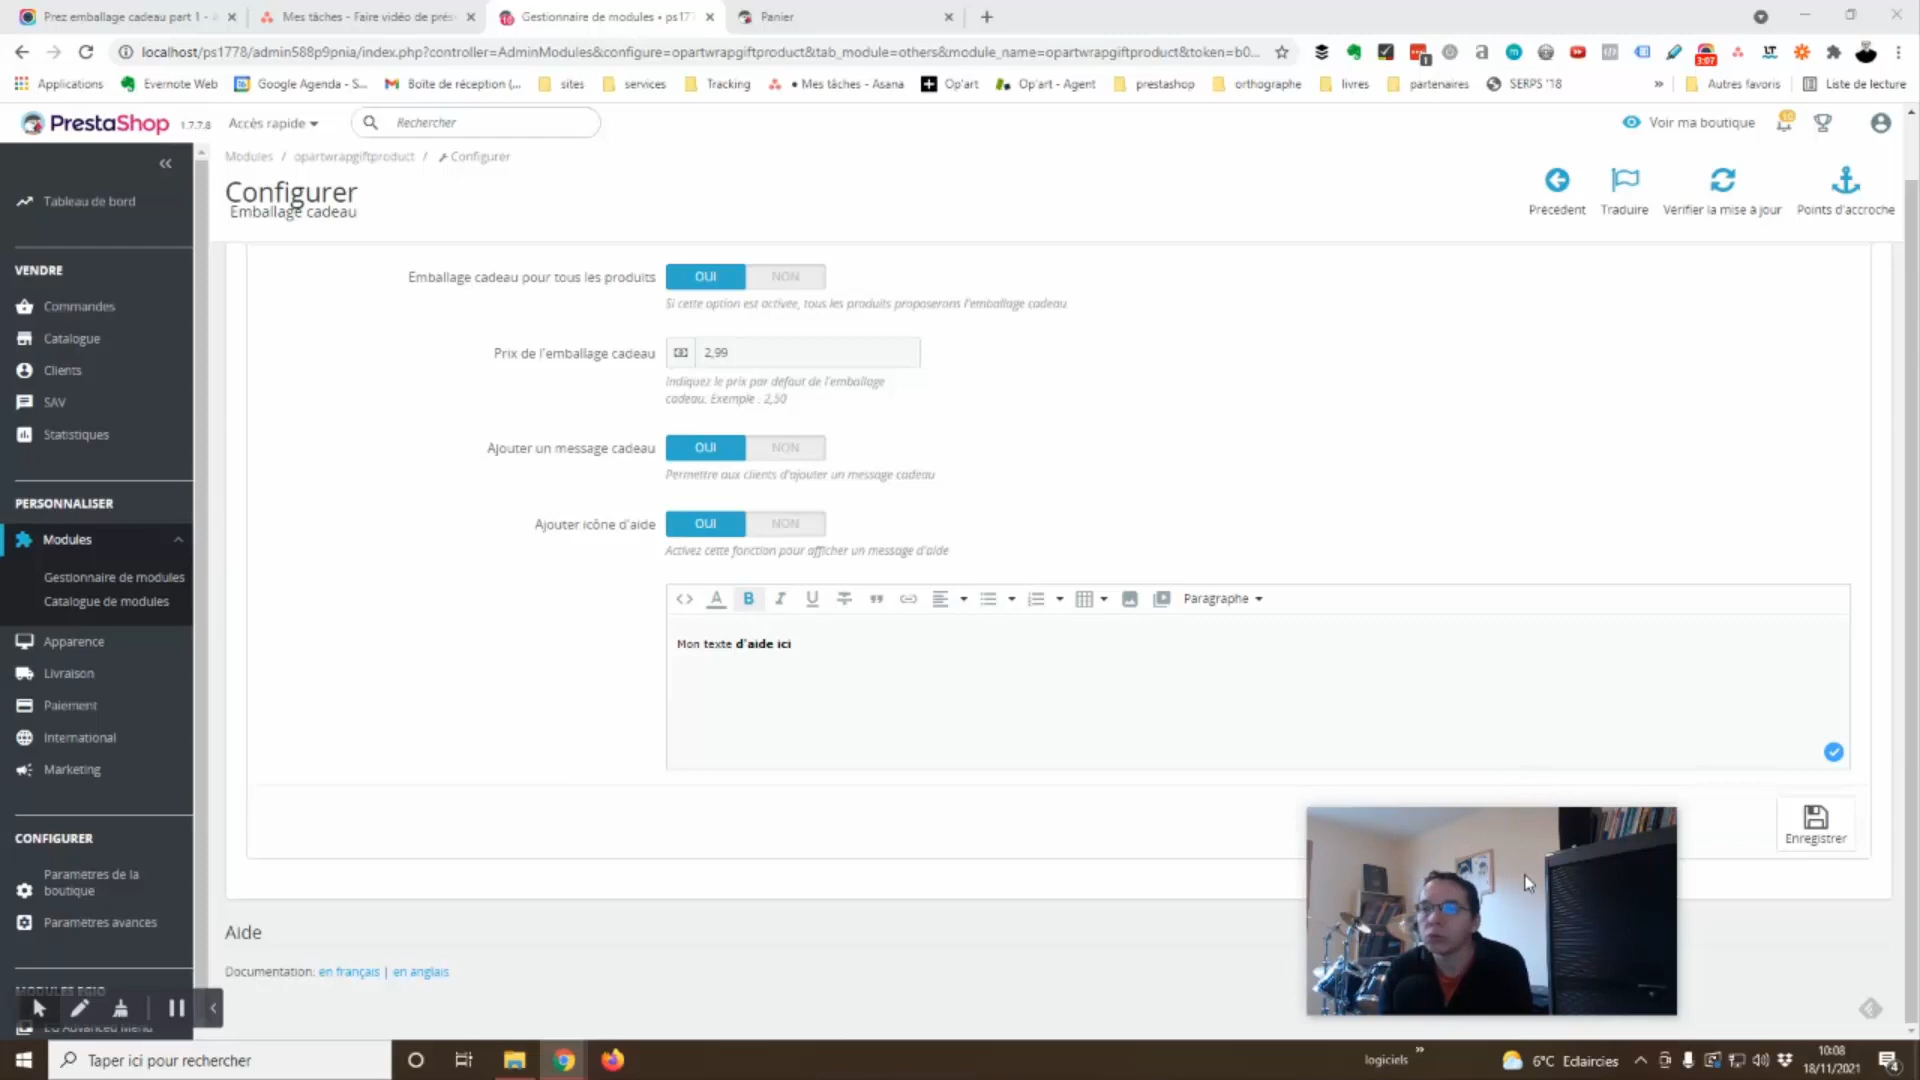 Prez emballage cadeau part 1 -
Mes tâches - Faire vidéo de prés
Gestionnaire de modules • ps177
Panier
localhost/ps1778/admin588p9pnia/index.php?controller=AdminModules&configure=opartwrapgiftproduct&tab_module=others&module_name=opartwrapgiftproduct&token=b0...
1
3:07
Applications
Evernote Web
Google Agenda - S...
Boîte de réception (...
sites
services
Tracking
• Mes tâches - Asana
Op'art
Op'art - Agent
prestashop
orthographe
livres
partenaires
SERPS '18
»
Autres favoris
Liste de lecture
PrestaShop
1.7.7.8
Accès rapide
Rechercher
Voir ma boutique
Modules / opartwrapgiftproduct / Configurer
Configurer
Emballage cadeau
Précédent
Traduire
Vérifier la mise à jour
Points d'accroche
Tableau de bord
VENDRE
Commandes
Catalogue
Clients
SAV
Statistiques
PERSONNALISER
Modules
Gestionnaire de modules
Catalogue de modules
Apparence
Livraison
Paiement
International
Marketing
CONFIGURER
Paramètres de la
boutique
Paramètres avancés
MODULES EGIO
EG Advanced Menu
Emballage cadeau pour tous les produits
OUI
NON
Si cette option est activée, tous les produits proposerons l'emballage cadeau
Prix de l'emballage cadeau
2,99
Indiquez le prix par défaut de l'emballage
cadeau. Exemple : 2,50
Ajouter un message cadeau
OUI
NON
Permettre aux clients d'ajouter un message cadeau
Ajouter icône d'aide
OUI
NON
Activez cette fonction pour afficher un message d'aide
Paragraphe
Mon texte d'aide ici
Enregistrer
Aide
Documentation: en français | en anglais
Taper ici pour rechercher
logiciels
»
6°C Eclaircies
10:08
18/11/2021
4